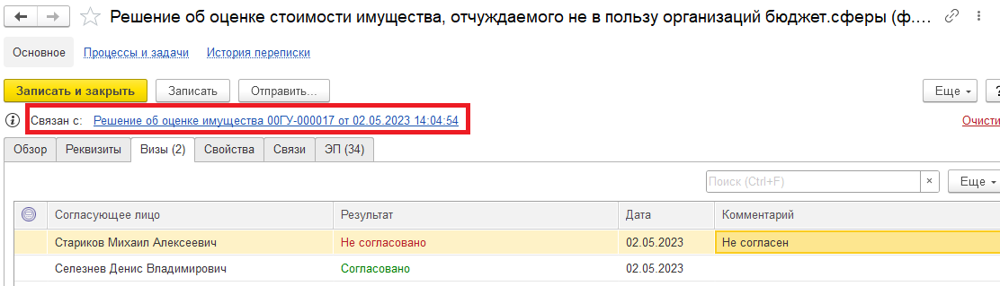 Решение об оценке стоимости имущества, отчуждаемого не в пользу организаций бюджет.сферы (ф....
Основное Процессы и задачи История переписки
Записать и закрыть Записать Отправить... Еще ?
Связан с: Решение об оценке имущества 00ГУ-000017 от 02.05.2023 14:04:54 Очисти
Обзор Реквизиты Визы (2) Свойства Связи ЭП (34)
Поиск (Ctrl+F) × Еще
Согласующее лицо Результат Дата Комментарий
Стариков Михаил Алексеевич Не согласовано 02.05.2023 Не согласен
Селезнев Денис Владимирович Согласовано 02.05.2023